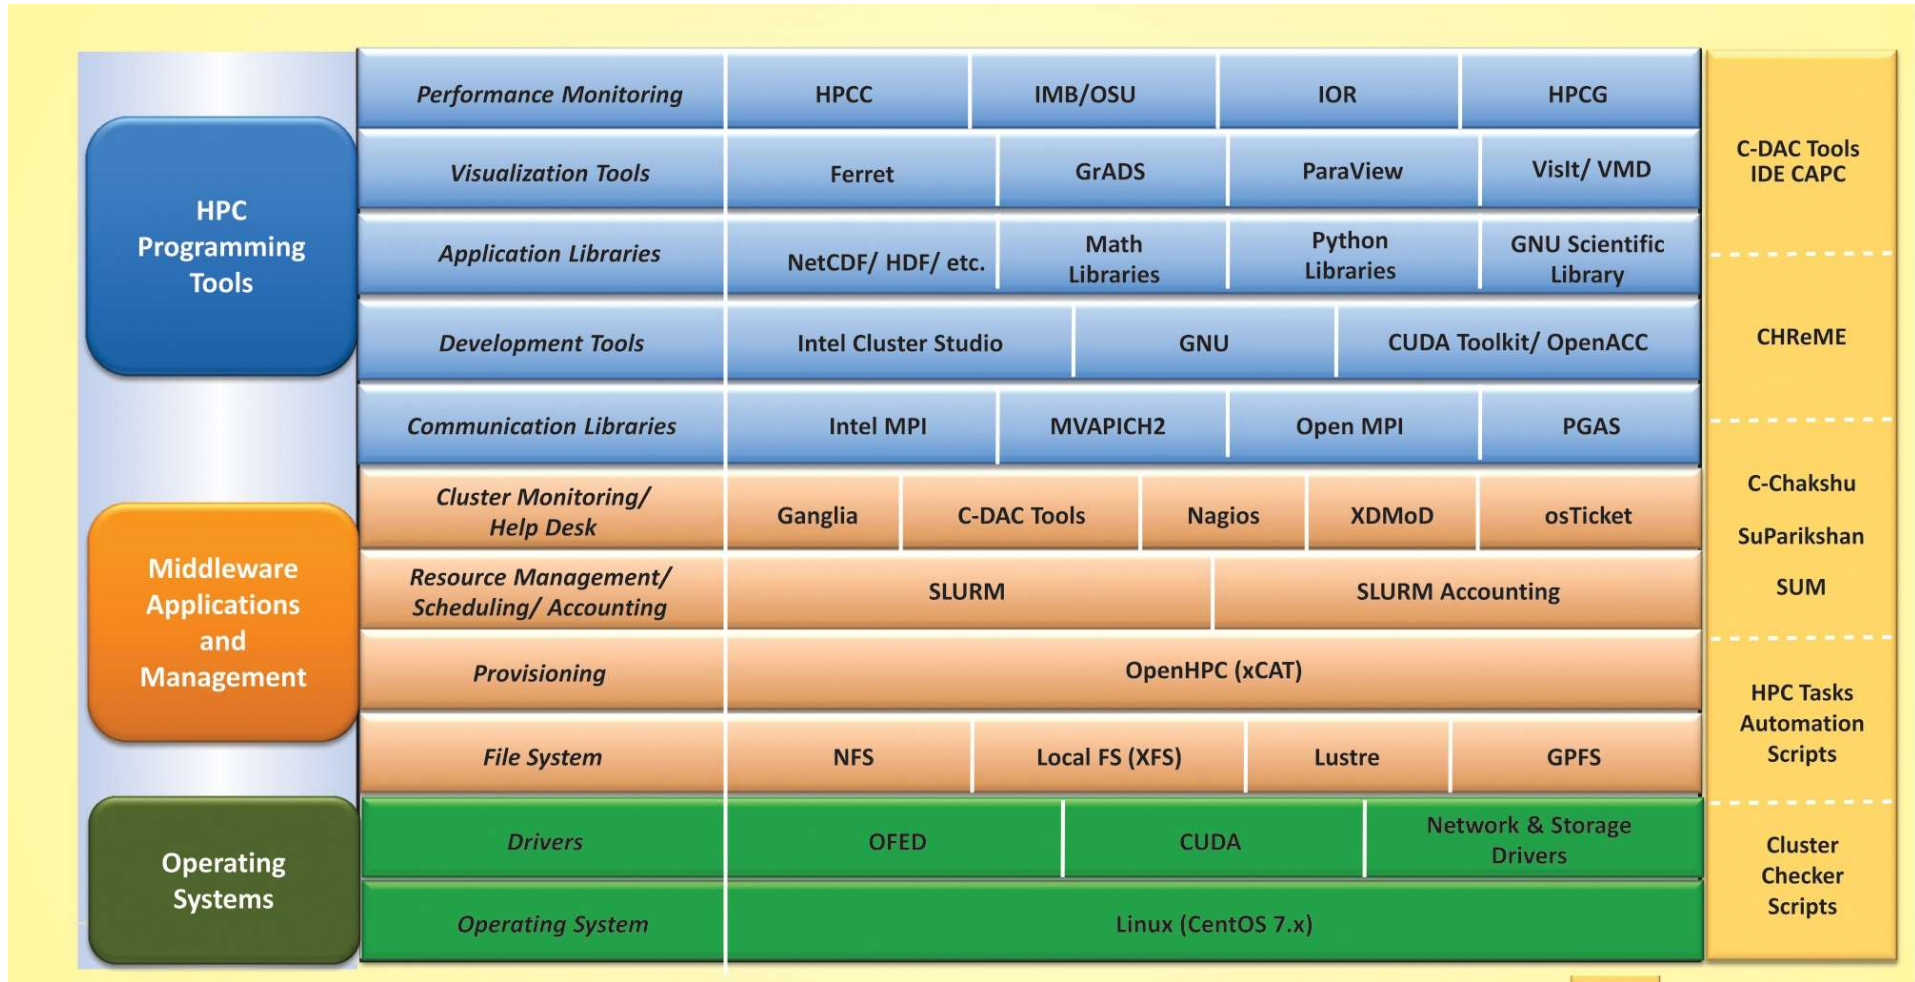 HPC
Programming
Tools
Performance Monitoring
HPCC
IMB/OSU
IOR
HPCG
Visualization Tools
Ferret
GrADS
ParaView
VisIt/ VMD
Application Libraries
NetCDF/ HDF/ etc.
Math
Libraries
Python
Libraries
GNU Scientific
Library
Development Tools
Intel Cluster Studio
GNU
CUDA Toolkit/ OpenACC
Communication Libraries
Intel MPI
MVAPICH2
Open MPI
PGAS
Middleware
Applications
and
Management
Cluster Monitoring/
Help Desk
Ganglia
C-DAC Tools
Nagios
XDMoD
osTicket
Resource Management/
Scheduling/ Accounting
SLURM
SLURM Accounting
Provisioning
OpenHPC (xCAT)
File System
NFS
Local FS (XFS)
Lustre
GPFS
Operating
Systems
Drivers
OFED
CUDA
Network & Storage
Drivers
Operating System
Linux (CentOS 7.x)
C-DAC Tools
IDE CAPC
CHReME
C-Chakshu
SuParikshan
SUM
HPC Tasks
Automation
Scripts
Cluster
Checker
Scripts